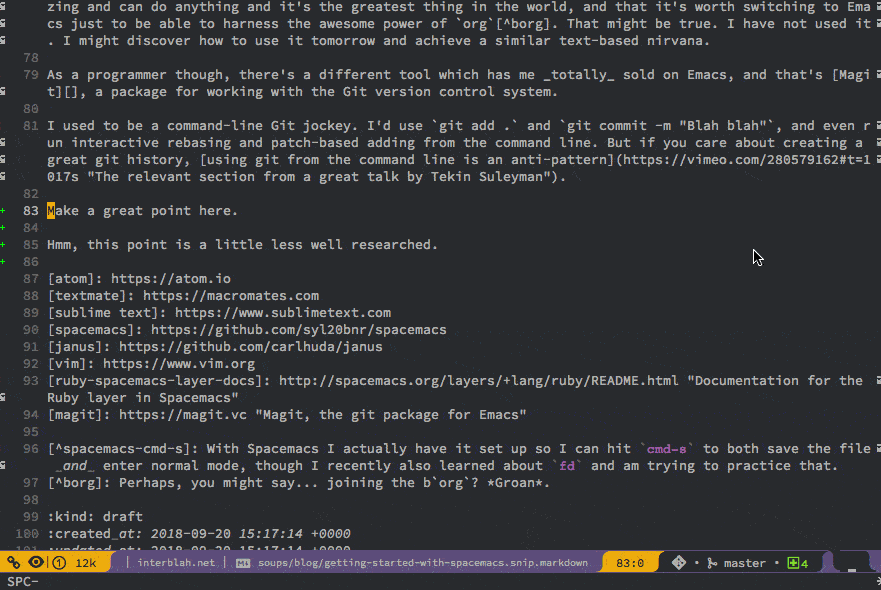 zing and can do anything and it's the greatest thing in the world, and that it's worth switching to Ema
cs just to be able to harness the awesome power of `org`[^borg]. That might be true. I have not used it
. I might discover how to use it tomorrow and achieve a similar text-based nirvana.
78
79 As a programmer though, there's a different tool which has me _totally_ sold on Emacs, and that's [Magi
t][], a package for working with the Git version control system.
80
81 I used to be a command-line Git jockey. I'd use `git add .` and `git commit -m "Blah blah"`, and even r
un interactive rebasing and patch-based adding from the command line. But if you care about creating a
great git history, [using git from the command line is an anti-pattern](https://vimeo.com/280579162#t=1
017s "The relevant section from a great talk by Tekin Suleyman").
82
83 Make a great point here.
84
85 Hmm, this point is a little less well researched.
86
87 [atom]: https://atom.io
88 [textmate]: https://macromates.com
89 [sublime text]: https://www.sublimetext.com
90 [spacemacs]: https://github.com/syl20bnr/spacemacs
91 [janus]: https://github.com/carlhuda/janus
92 [vim]: https://www.vim.org
93 [ruby-spacemacs-layer-docs]: http://spacemacs.org/layers/+lang/ruby/README.html "Documentation for the
Ruby layer in Spacemacs"
94 [magit]: https://magit.vc "Magit, the git package for Emacs"
95
96 [^spacemacs-cmd-s]: With Spacemacs I actually have it set up so I can hit `cmd-s` to both save the file
_and_ enter normal mode, though I recently also learned about `fd` and am trying to practice that.
97 [^borg]: Perhaps, you might say... joining the b`org`? *Groan*.
98
99 :kind: draft
100 :created_at: 2018-09-20 15:17:14 +0000
101 :updated_at: 2018-09-20 15:17:14 +0000
1 12k | interblah.net | soups/blog/getting-started-with-spacemacs.snip.markdown 83:0 • master • 4
SPC-